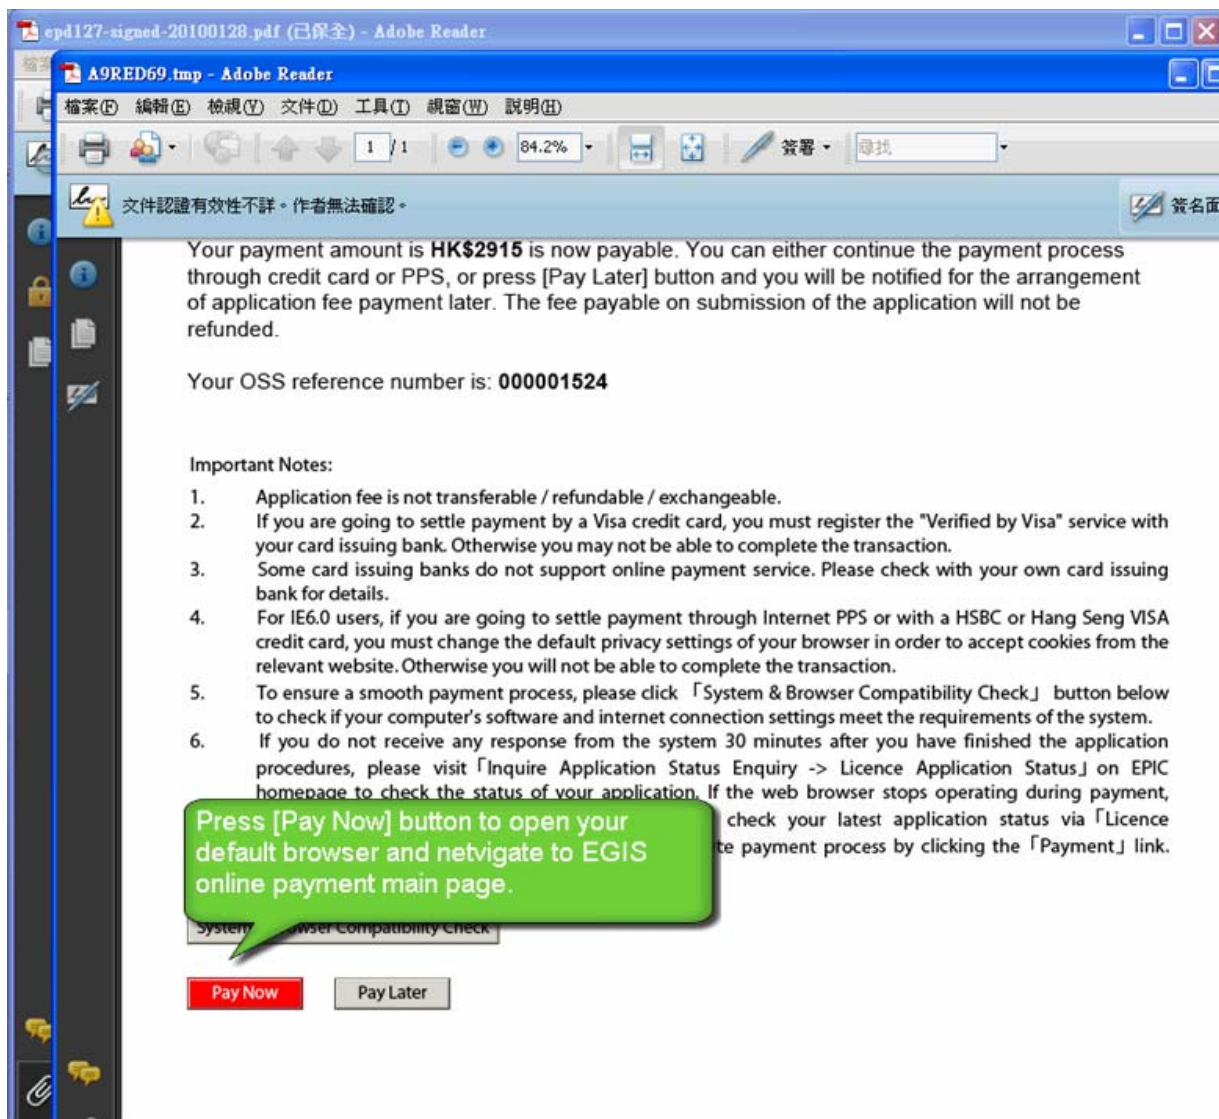 epd127-signed-20100128.pdf (已保全) - Adobe Reader
A9RED69.tmp - Adobe Reader
檔案(F) 編輯(E) 檢視(V) 文件(D) 工具(T) 視窗(W) 說明(H)
1 / 1 84.2% 簽署 尋找
文件認證有效性不詳。作者無法確認。 簽名面
Your payment amount is HK$2915 is now payable. You can either continue the payment process
through credit card or PPS, or press [Pay Later] button and you will be notified for the arrangement
of application fee payment later. The fee payable on submission of the application will not be
refunded.
Your OSS reference number is: 000001524
Important Notes:
1. Application fee is not transferable / refundable / exchangeable.
2. If you are going to settle payment by a Visa credit card, you must register the "Verified by Visa" service with
your card issuing bank. Otherwise you may not be able to complete the transaction.
3. Some card issuing banks do not support online payment service. Please check with your own card issuing
bank for details.
4. For IE6.0 users, if you are going to settle payment through Internet PPS or with a HSBC or Hang Seng VISA
credit card, you must change the default privacy settings of your browser in order to accept cookies from the
relevant website. Otherwise you will not be able to complete the transaction.
5. To ensure a smooth payment process, please click 「System & Browser Compatibility Check」 button below
to check if your computer's software and internet connection settings meet the requirements of the system.
6. If you do not receive any response from the system 30 minutes after you have finished the application
procedures, please visit 「Inquire Application Status Enquiry -> Licence Application Status」 on EPIC
homepage to check the status of your application. If the web browser stops operating during payment,
check your latest application status via 「Licence
payment process by clicking the 「Payment」 link.
Press [Pay Now] button to open your
default browser and netvigate to EGIS
online payment main page.
System Browser Compatibility Check
Pay Now Pay Later